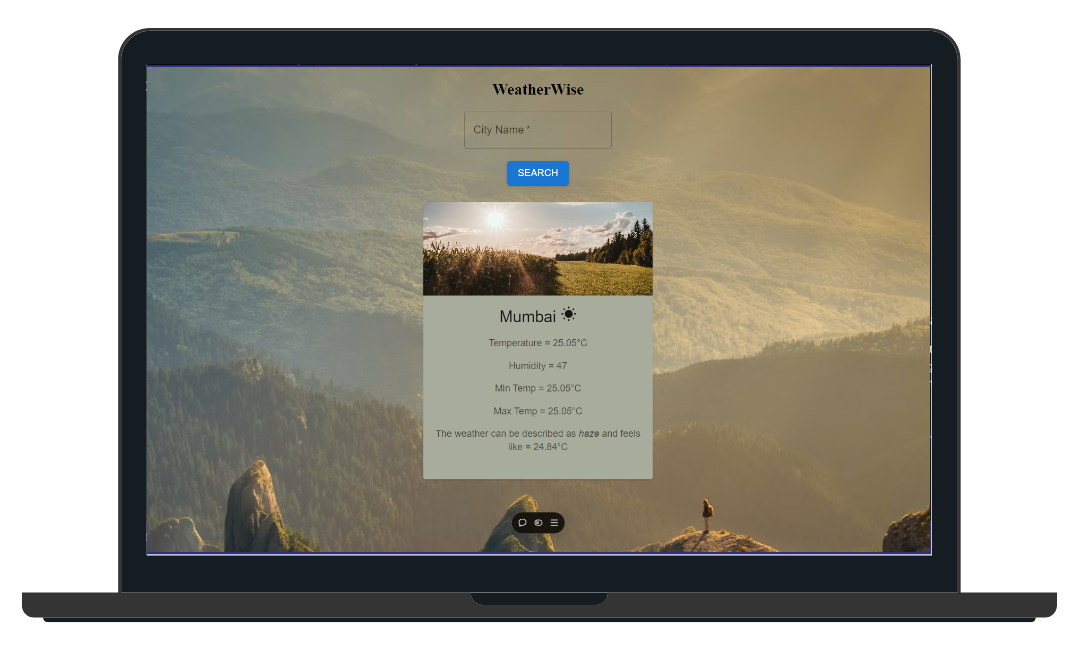 WeatherWise
City Name *
SEARCH
Mumbai
Temperature = 25.05°C
Humidity = 47
Min Temp = 25.05°C
Max Temp = 25.05°C
The weather can be described as haze and feels
like = 24.84°C